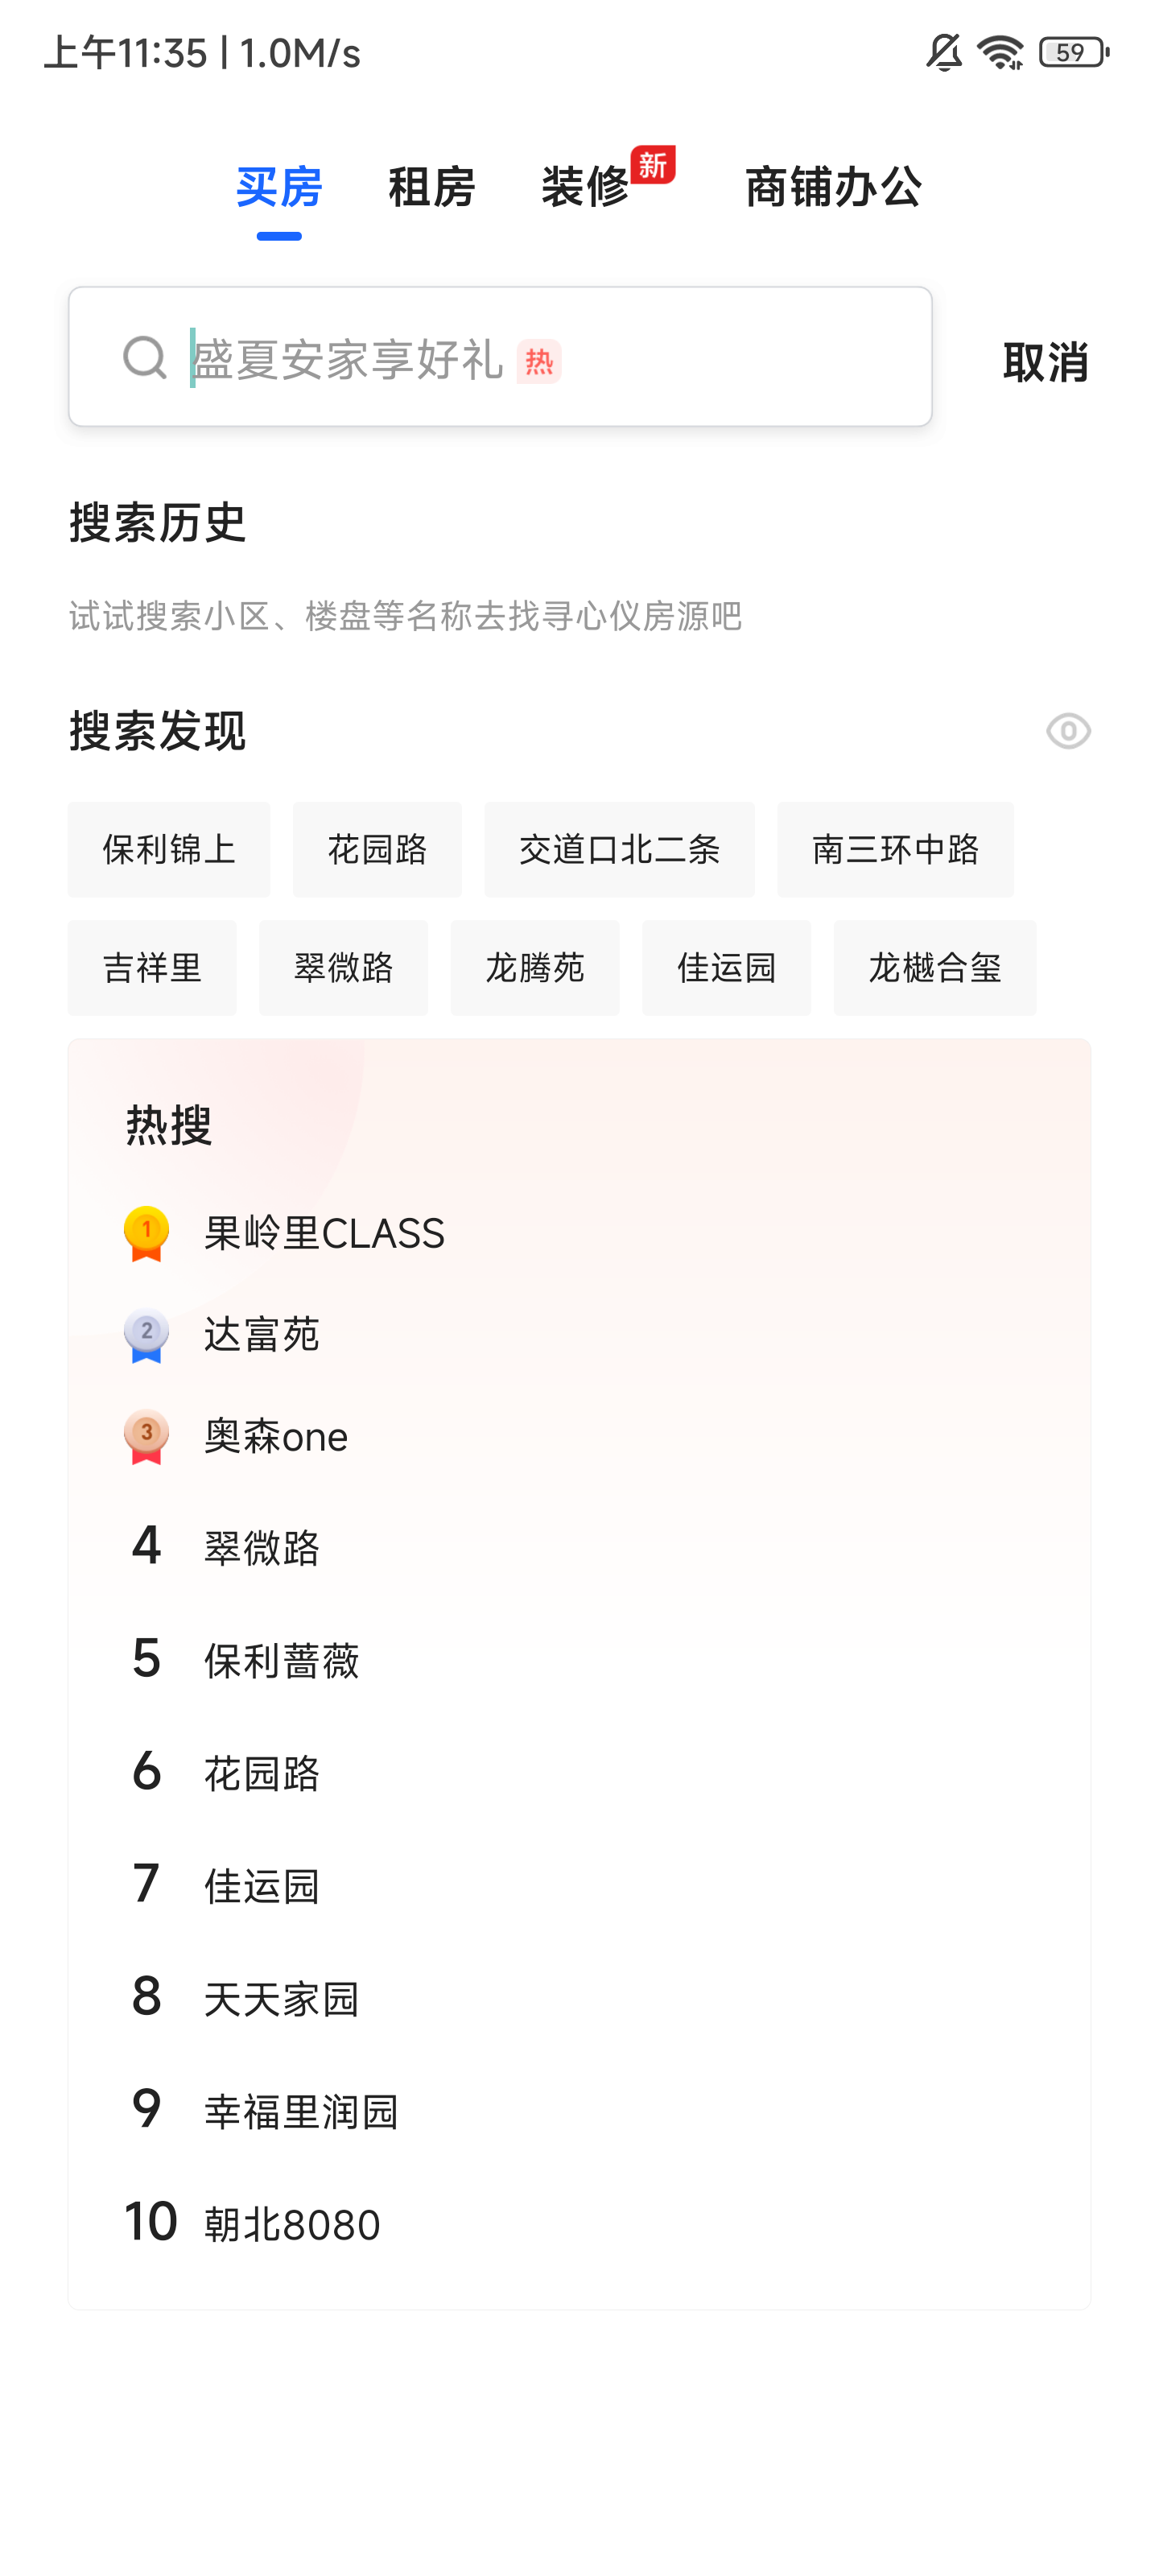 上午11:35 | 1.0M/s 59
买房 租房 装修 新 商铺办公
盛夏安家享好礼 热 取消
搜索历史
试试搜索小区、楼盘等名称去找寻心仪房源吧
搜索发现
保利锦上 花园路 交道口北二条 南三环中路
吉祥里 翠微路 龙腾苑 佳运园 龙樾合玺
热搜
1 果岭里CLASS
2 达富苑
3 奥森one
4 翠微路
5 保利蔷薇
6 花园路
7 佳运园
8 天天家园
9 幸福里润园
10 朝北8080